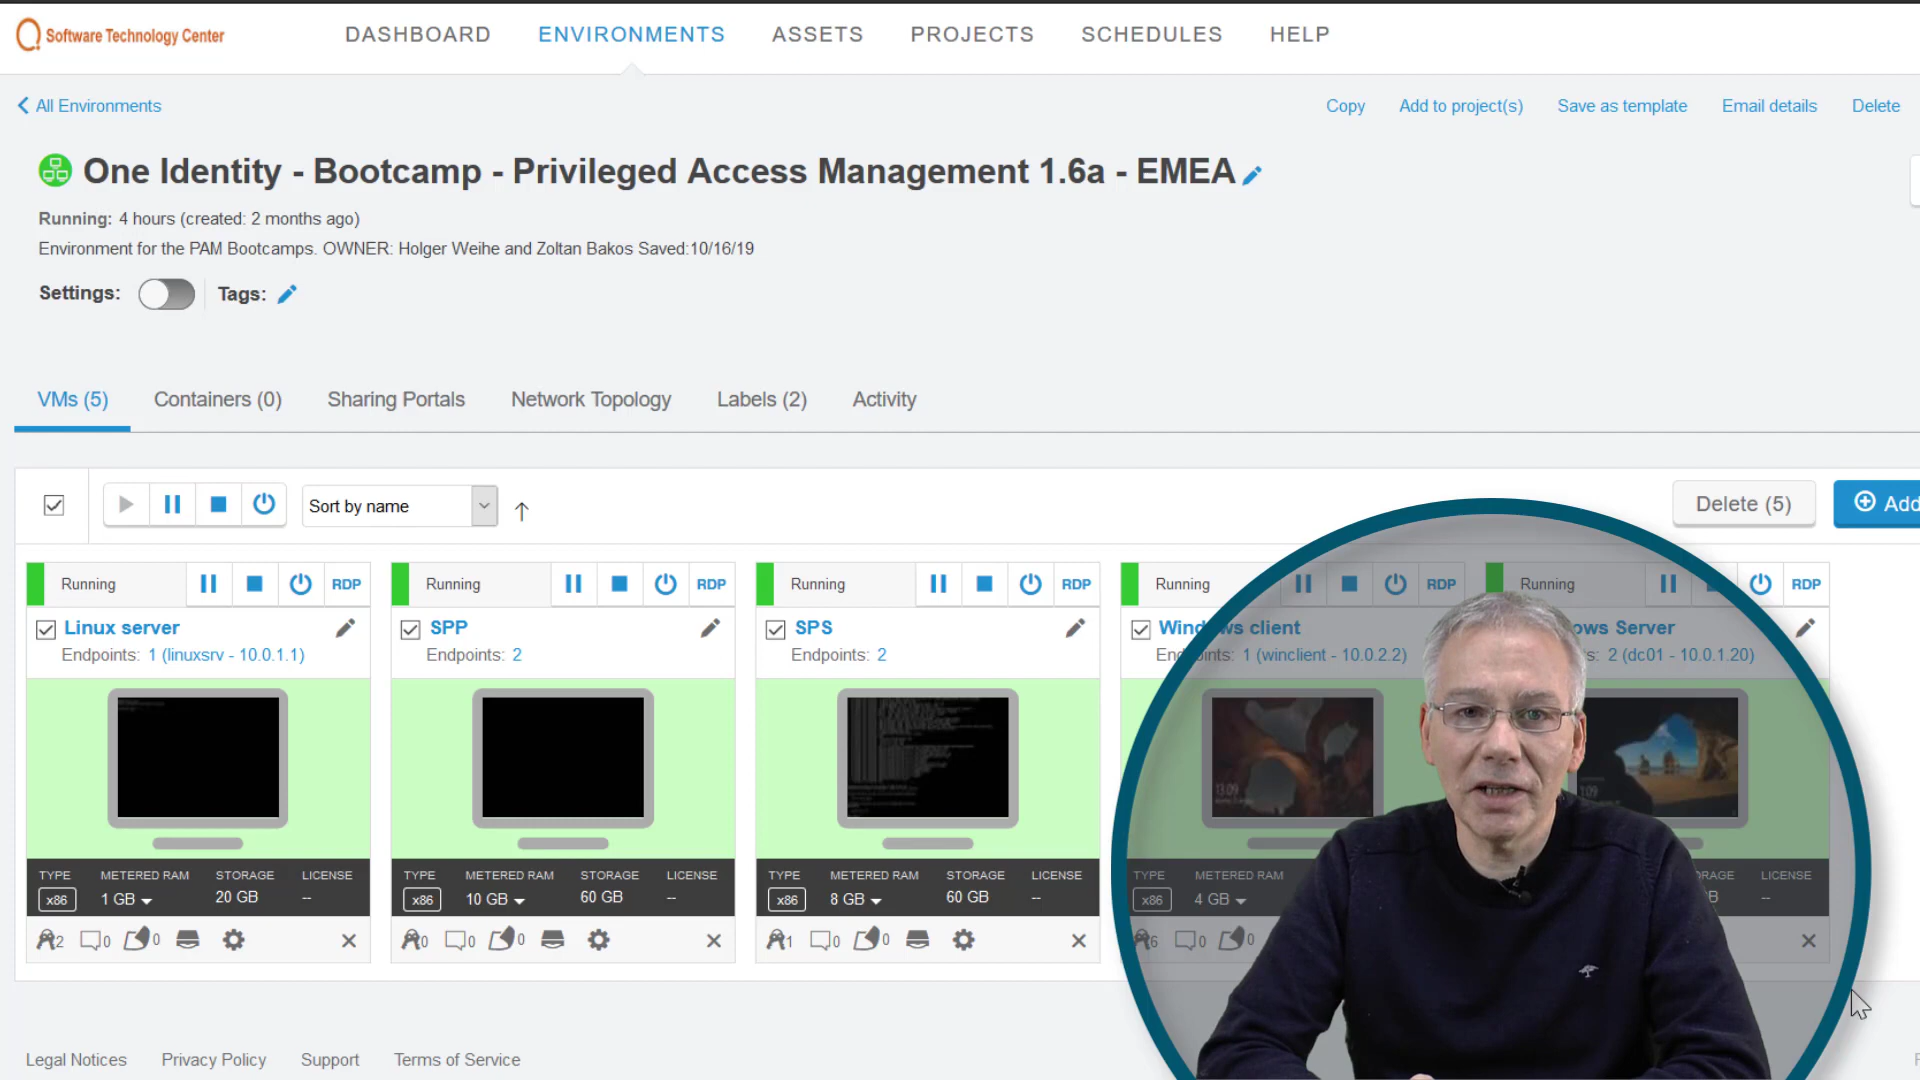 Software Technology Center
DASHBOARD ENVIRONMENTS ASSETS PROJECTS SCHEDULES HELP
All Environments
Copy Add to project(s) Save as template Email details Delete
One Identity - Bootcamp - Privileged Access Management 1.6a - EMEA
Running: 4 hours (created: 2 months ago)
Environment for the PAM Bootcamps. OWNER: Holger Weihe and Zoltan Bakos Saved:10/16/19
Settings: Tags:
VMs (5) Containers (0) Sharing Portals Network Topology Labels (2) Activity
Sort by name
Delete (5) Add
Running RDP
Linux server
Endpoints: 1 (linuxsrv - 10.0.1.1)
TYPE METERED RAM STORAGE LICENSE
x86 1 GB 20 GB --
2 0 0
Running RDP
SPP
Endpoints: 2
TYPE METERED RAM STORAGE LICENSE
x86 10 GB 60 GB --
0 0 0
Running RDP
SPS
Endpoints: 2
TYPE METERED RAM STORAGE LICENSE
x86 8 GB 60 GB --
1 0 0
Running RDP
Windows client
Endpoints: 1 (winclient - 10.0.2.2)
13:09
TYPE METERED RAM
x86 4 GB
6 0 0
Running RDP
ows Server
s: 2 (dc01 - 10.0.1.20)
1:09
RAGE LICENSE
B --
Legal Notices Privacy Policy Support Terms of Service